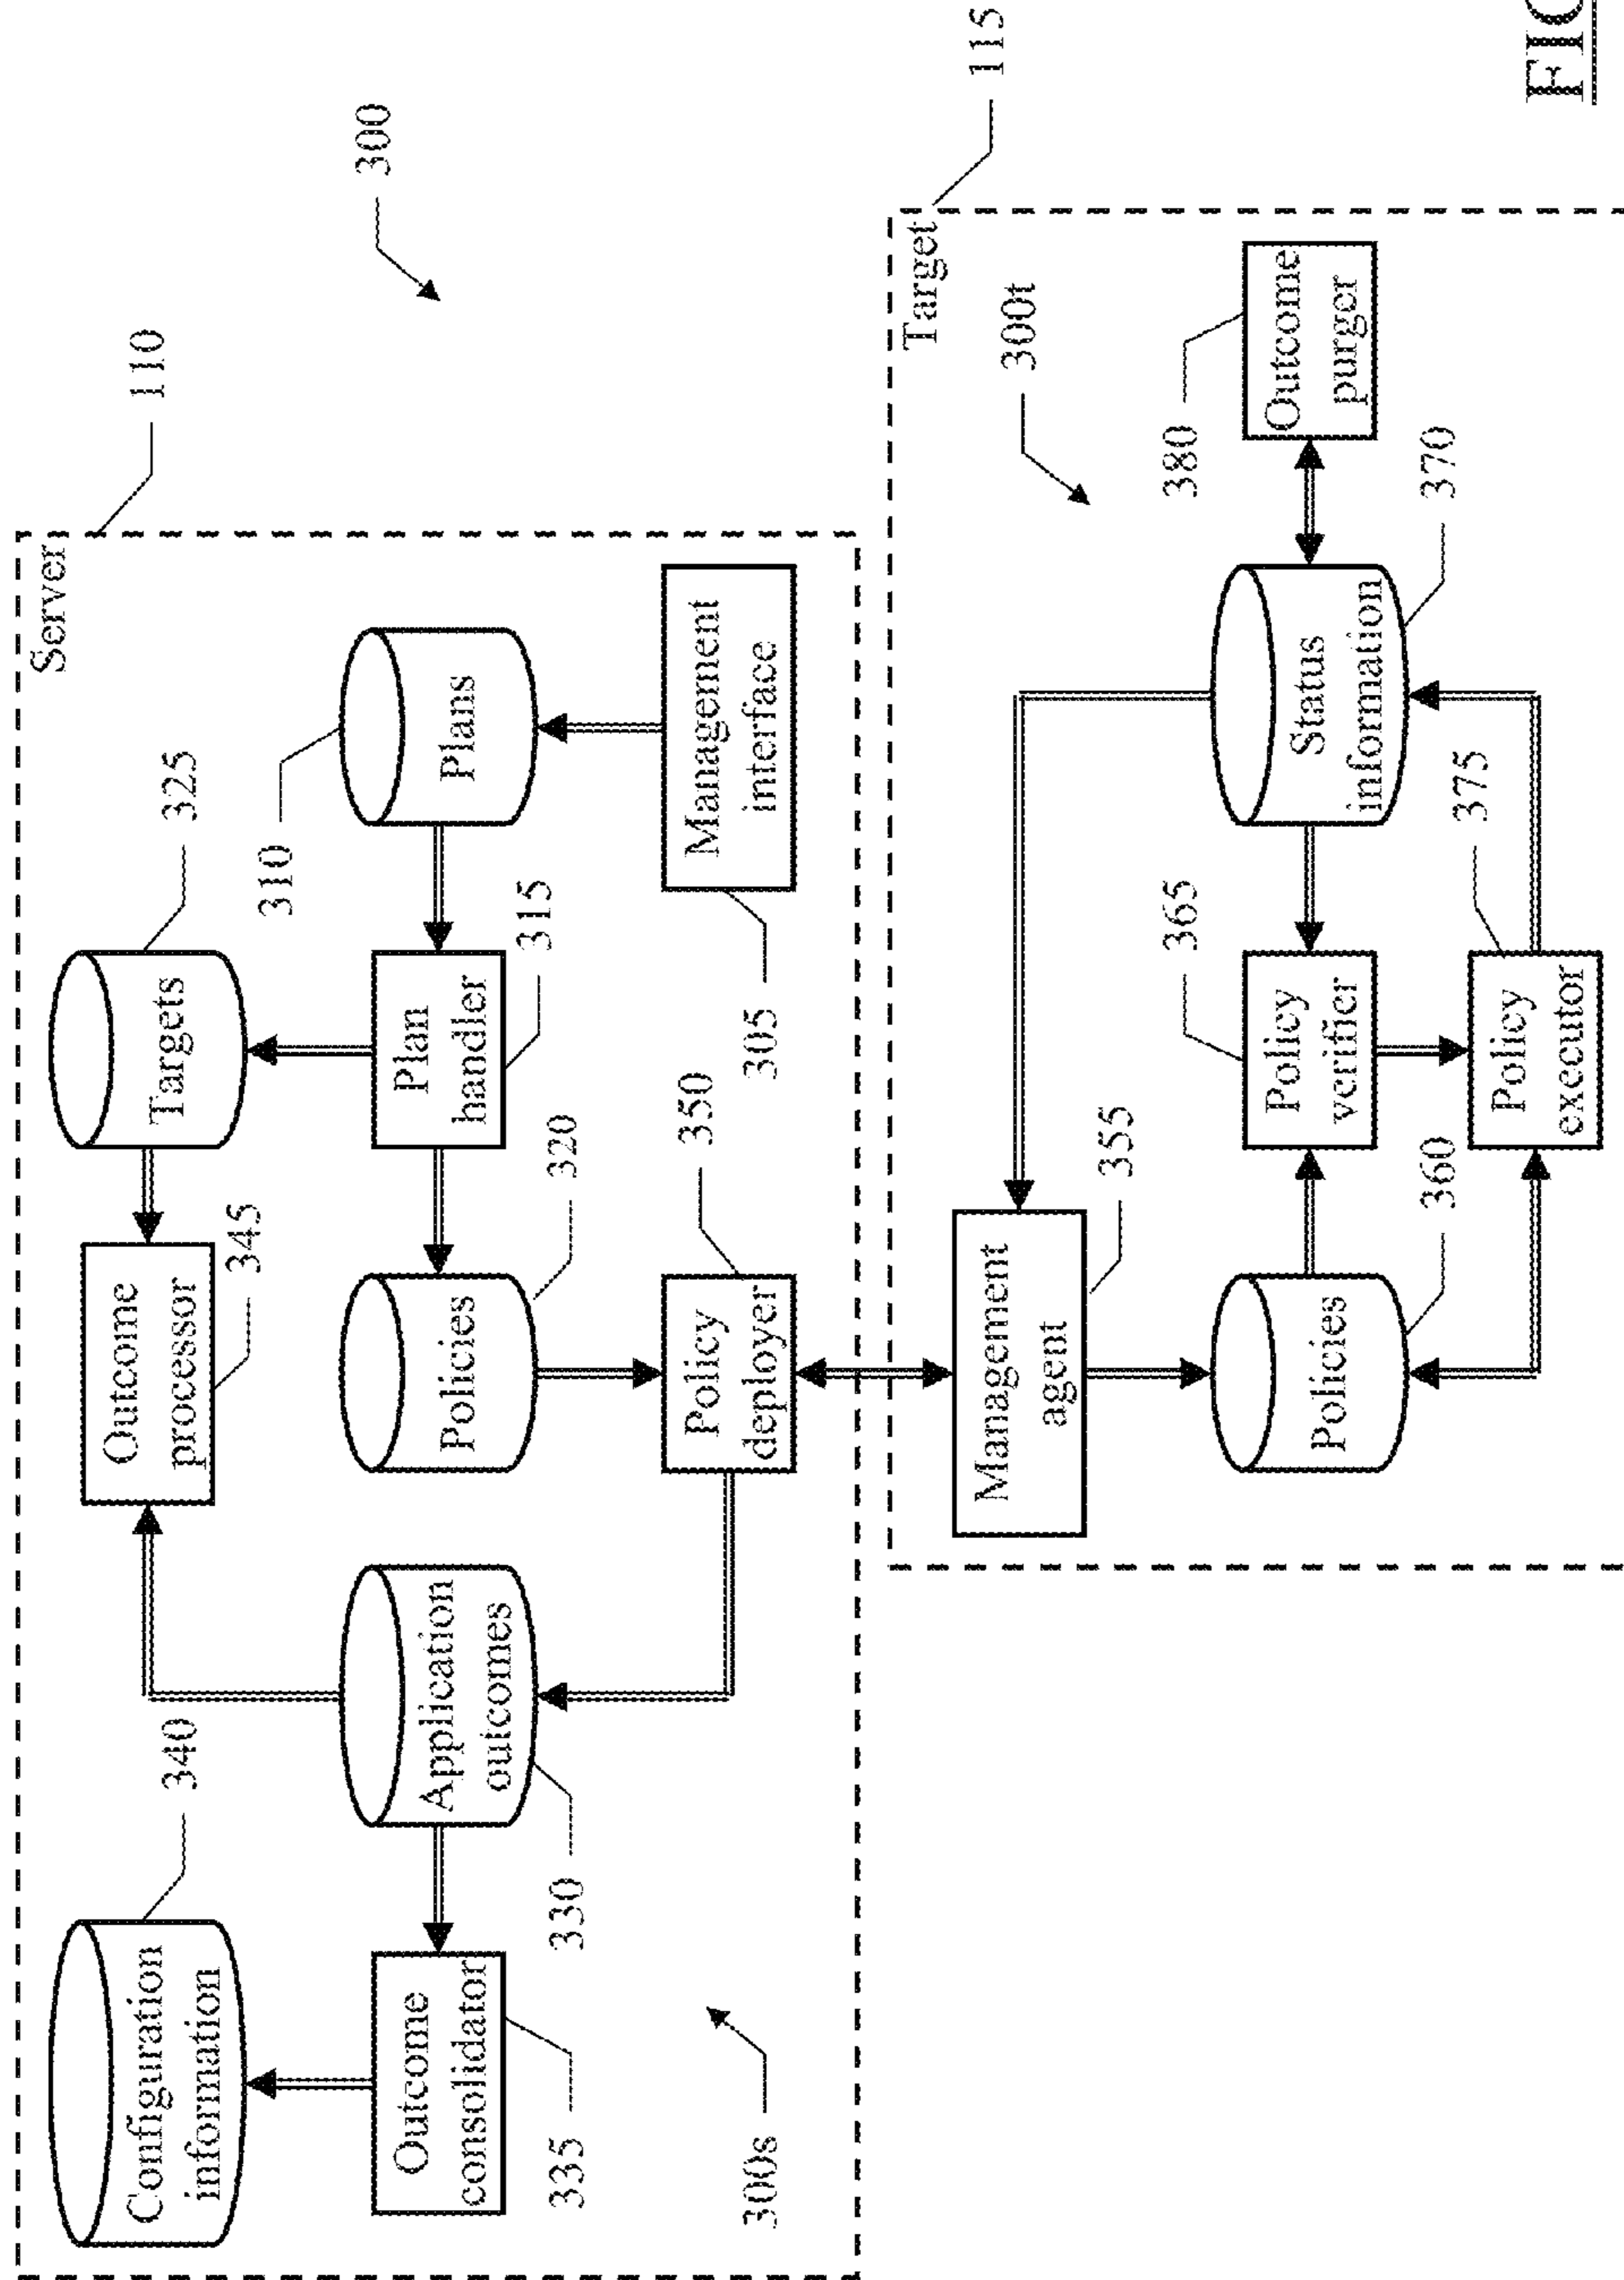 Server
110
Configuration
information
340
Outcome
processor
345
Targets
325
310
300
Outcome
consolidator
335
Application
outcomes
330
Policies
320
Plan
handler
315
Plans
300s
Policy
deployer
350
305
Management
interface
Target
115
Management
agent
355
300t
Policies
360
Policy
verifier
365
Status
information
370
380
Outcome
purger
Policy
executor
375